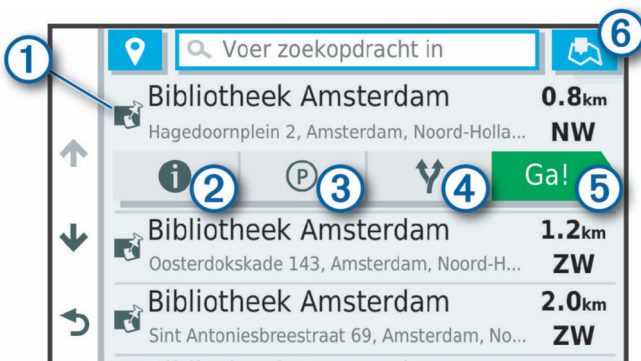 6
Voer zoekopdracht in
1
Bibliotheek Amsterdam 0.8km
Hagedoornplein 2, Amsterdam, Noord-Holla... NW
i 2 P 3 4 Ga! 5
Bibliotheek Amsterdam 1.2km
Oosterdokskade 143, Amsterdam, Noord-H... ZW
Bibliotheek Amsterdam 2.0km
Sint Antoniesbreestraat 69, Amsterdam, No... ZW